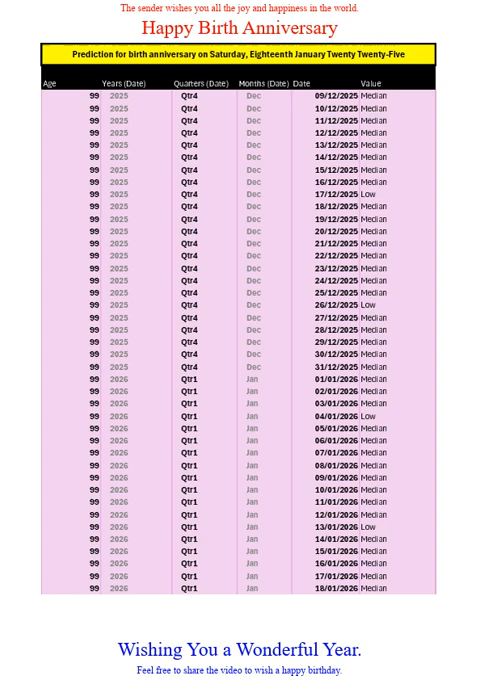 The sender wishes you all the joy and happiness in the world.
Happy Birth Anniversary
Prediction for birth anniversary on Saturday, Eighteenth January Twenty Twenty-Five
Age Years (Date) Quarters (Date) Months (Date) Date Value
99 2025 Qtr4 Dec 09/12/2025 Median
99 2025 Qtr4 Dec 10/12/2025 Median
99 2025 Qtr4 Dec 11/12/2025 Median
99 2025 Qtr4 Dec 12/12/2025 Median
99 2025 Qtr4 Dec 13/12/2025 Median
99 2025 Qtr4 Dec 14/12/2025 Median
99 2025 Qtr4 Dec 15/12/2025 Median
99 2025 Qtr4 Dec 16/12/2025 Median
99 2025 Qtr4 Dec 17/12/2025 Low
99 2025 Qtr4 Dec 18/12/2025 Median
99 2025 Qtr4 Dec 19/12/2025 Median
99 2025 Qtr4 Dec 20/12/2025 Median
99 2025 Qtr4 Dec 21/12/2025 Median
99 2025 Qtr4 Dec 22/12/2025 Median
99 2025 Qtr4 Dec 23/12/2025 Median
99 2025 Qtr4 Dec 24/12/2025 Median
99 2025 Qtr4 Dec 25/12/2025 Median
99 2025 Qtr4 Dec 26/12/2025 Low
99 2025 Qtr4 Dec 27/12/2025 Median
99 2025 Qtr4 Dec 28/12/2025 Median
99 2025 Qtr4 Dec 29/12/2025 Median
99 2025 Qtr4 Dec 30/12/2025 Median
99 2025 Qtr4 Dec 31/12/2025 Median
99 2026 Qtr1 Jan 01/01/2026 Median
99 2026 Qtr1 Jan 02/01/2026 Median
99 2026 Qtr1 Jan 03/01/2026 Median
99 2026 Qtr1 Jan 04/01/2026 Low
99 2026 Qtr1 Jan 05/01/2026 Median
99 2026 Qtr1 Jan 06/01/2026 Median
99 2026 Qtr1 Jan 07/01/2026 Median
99 2026 Qtr1 Jan 08/01/2026 Median
99 2026 Qtr1 Jan 09/01/2026 Median
99 2026 Qtr1 Jan 10/01/2026 Median
99 2026 Qtr1 Jan 11/01/2026 Median
99 2026 Qtr1 Jan 12/01/2026 Median
99 2026 Qtr1 Jan 13/01/2026 Low
99 2026 Qtr1 Jan 14/01/2026 Median
99 2026 Qtr1 Jan 15/01/2026 Median
99 2026 Qtr1 Jan 16/01/2026 Median
99 2026 Qtr1 Jan 17/01/2026 Median
99 2026 Qtr1 Jan 18/01/2026 Median
Wishing You a Wonderful Year.
Feel free to share the video to wish a happy birthday.